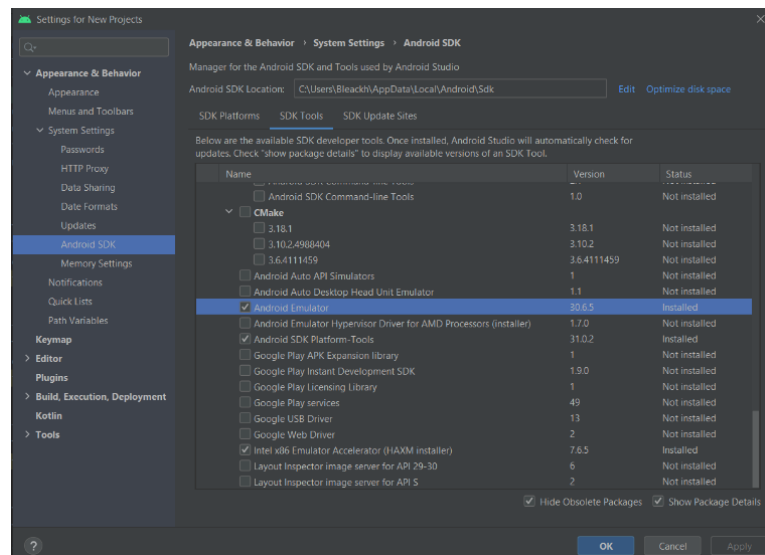 Settings for New Projects
Appearance & Behavior › System Settings › Android SDK
Manager for the Android SDK and Tools used by Android Studio
Appearance & Behavior
Android SDK Location: C:\Users\Bleackh\AppData\Local\Android\Sdk Edit Optimize disk space
Appearance
Menus and Toolbars
System Settings
Passwords
HTTP Proxy
Data Sharing
Date Formats
Updates
Android SDK
Memory Settings
Notifications
Quick Lists
Path Variables
Keymap
Editor
Plugins
Build, Execution, Deployment
Kotlin
Tools
SDK Platforms SDK Tools SDK Update Sites
Below are the available SDK developer tools. Once installed, Android Studio will automatically check for
updates. Check "show package details" to display available versions of an SDK Tool.
Name Version Status
Android SDK Command-line Tools 1.0 Not installed
CMake
3.18.1 3.18.1 Not installed
3.10.2.4988404 3.10.2 Not installed
3.6.4111459 3.6.4111459 Not installed
Android Auto API Simulators 1 Not installed
Android Auto Desktop Head Unit Emulator 1.1 Not installed
Android Emulator 30.6.5 Installed
Android Emulator Hypervisor Driver for AMD Processors (installer) 1.7.0 Not installed
Android SDK Platform-Tools 31.0.2 Installed
Google Play APK Expansion library 1 Not installed
Google Play Instant Development SDK 1.9.0 Not installed
Google Play Licensing Library 1 Not installed
Google Play services 49 Not installed
Google USB Driver 13 Not installed
Google Web Driver 2 Not installed
Intel x86 Emulator Accelerator (HAXM installer) 7.6.5 Installed
Layout Inspector image server for API 29-30 6 Not installed
Layout Inspector image server for API S 2 Not installed
Hide Obsolete Packages Show Package Details
? OK Cancel Apply